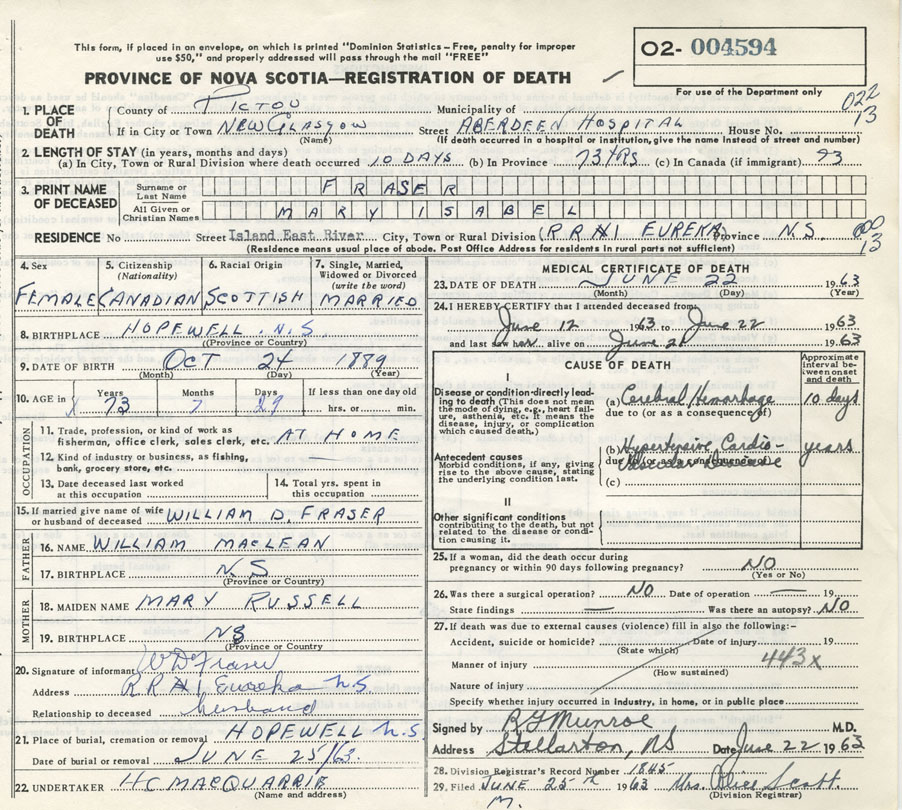 This form, if placed in an envelope, on which is printed "Dominion Statistics – Free, penalty for improper
use $50," and properly addressed will pass through the mail "FREE"
PROVINCE OF NOVA SCOTIA—REGISTRATION OF DEATH
O2- 004594
For use of the Department only
022
13
1. PLACE OF DEATH
County of PICTOU Municipality of
If in City or Town NEW GLASGOW Street ABERDEEN HOSPITAL House No.
(Name) (If death occurred in a hospital or institution, give the name instead of street and number)
2. LENGTH OF STAY (in years, months and days)
(a) In City, Town or Rural Division where death occurred 10 DAYS (b) In Province 73 YRS (c) In Canada (if immigrant)
3. PRINT NAME OF DECEASED
Surname or Last Name FRASER
All Given or Christian Names MARY ISABEL
RESIDENCE No Street Island East River City, Town or Rural Division (RR#1 EUREKA Province N.S.
13
(Residence means usual place of abode. Post Office Address for residents in rural parts not sufficient)
4. Sex FEMALE
5. Citizenship (Nationality) CANADIAN
6. Racial Origin SCOTTISH
7. Single, Married, Widowed or Divorced (write the word) MARRIED
8. BIRTHPLACE HOPEWELL. N.S
(Province or Country)
9. DATE OF BIRTH OCT 24 1889
(Month) (Day) (Year)
10. AGE in Years Months Days If less than one day old
73 7 29 hrs. or min.
OCCUPATION
11. Trade, profession, or kind of work as
fisherman, office clerk, sales clerk, etc. AT HOME
12. Kind of industry or business, as fishing,
bank, grocery store, etc. —
13. Date deceased last worked
at this occupation
14. Total yrs. spent in
this occupation
15. If married give name of wife
or husband of deceased WILLIAM D. FRASER
FATHER
16. NAME WILLIAM MACLEAN
17. BIRTHPLACE N S
(Province or Country)
MOTHER
18. MAIDEN NAME MARY RUSSELL
19. BIRTHPLACE NS
(Province or Country
20. Signature of informant W D Fraser
Address RR#1 Eureka N.S
Relationship to deceased husband
21. Place of burial, cremation or removal HOPEWELL N.S.
Date of burial or removal JUNE 25/63.
22. UNDERTAKER HC MACQUARRIE
(Name and address)
MEDICAL CERTIFICATE OF DEATH
23. DATE OF DEATH JUNE 22 1963
(Month) (Day) (Year)
24. I HEREBY CERTIFY that I attended deceased from
June 12 1963 to June 22 1963
and last saw her alive on June 21 1963
CAUSE OF DEATH
Approximate interval between onset and death
I
Disease or condition directly leading to death (This does not mean
the mode of dying, e.g., heart failure, asthenia, etc. It means the
disease, injury, or complication
which caused death.)
(a) Cerebral Hemorrhage 10 days
due to (or as a consequence of)
Antecedent causes
Morbid conditions, if any, giving
rise to the above cause, stating
the underlying condition last.
(b) Hypertensive Cardio- years
vascular disease
due to (or as a consequence of)
(c)
II
Other significant conditions
contributing to the death, but not
related to the disease or condition causing it.
25. If a woman, did the death occur during
pregnancy or within 90 days following pregnancy? NO
(Yes or No)
26. Was there a surgical operation? NO Date of operation — 19
State findings — Was there an autopsy? NO
27. If death was due to external causes (violence) fill in also the following:–
Accident, suicide or homicide? Date of injury 19
(State which)
Manner of injury 443x
(How sustained)
Nature of injury
Specify whether injury occurred in industry, in home, or in public place
Signed by R G Munroe M.D.
Address Stellarton, NS Date June 22 1963
28. Division Registrar's Record Number 1845
29. Filed JUNE 25th 1963 Mrs. Alice Scott.
(Division Registrar)
M.